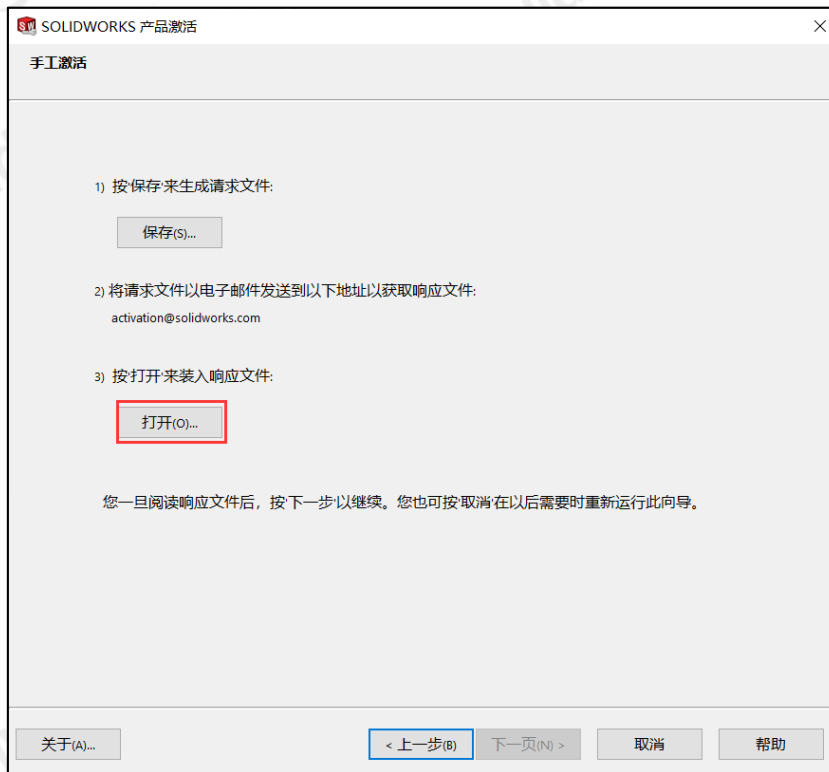 SOLIDWORKS 产品激活
手工激活
1) 按'保存'来生成请求文件:
保存(S)...
2) 将请求文件以电子邮件发送到以下地址以获取响应文件:
activation@solidworks.com
3) 按'打开'来装入响应文件:
打开(O)...
您一旦阅读响应文件后，按'下一步'以继续。您也可按'取消'在以后需要时重新运行此向导。
关于(A)...
< 上一步(B)
下一页(N) >
取消
帮助